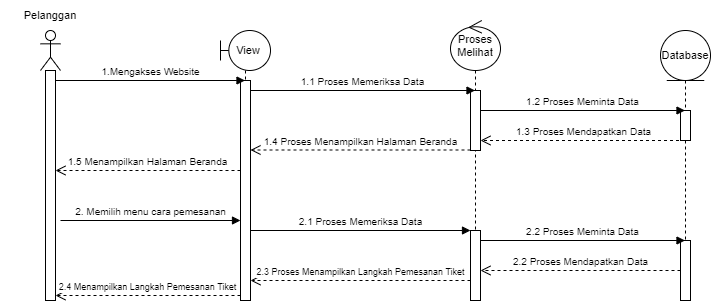 Pelanggan
View
Proses
Melihat
Database
1.Mengakses Website
1.1 Proses Memeriksa Data
1.2 Proses Meminta Data
1.3 Proses Mendapatkan Data
1.4 Proses Menampilkan Halaman Beranda
1.5 Menampilkan Halaman Beranda
2. Memilih menu cara pemesanan
2.1 Proses Memeriksa Data
2.2 Proses Meminta Data
2.2 Proses Mendapatkan Data
2.3 Proses Menampilkan Langkah Pemesanan Tiket
2.4 Menampilkan Langkah Pemesanan Tiket